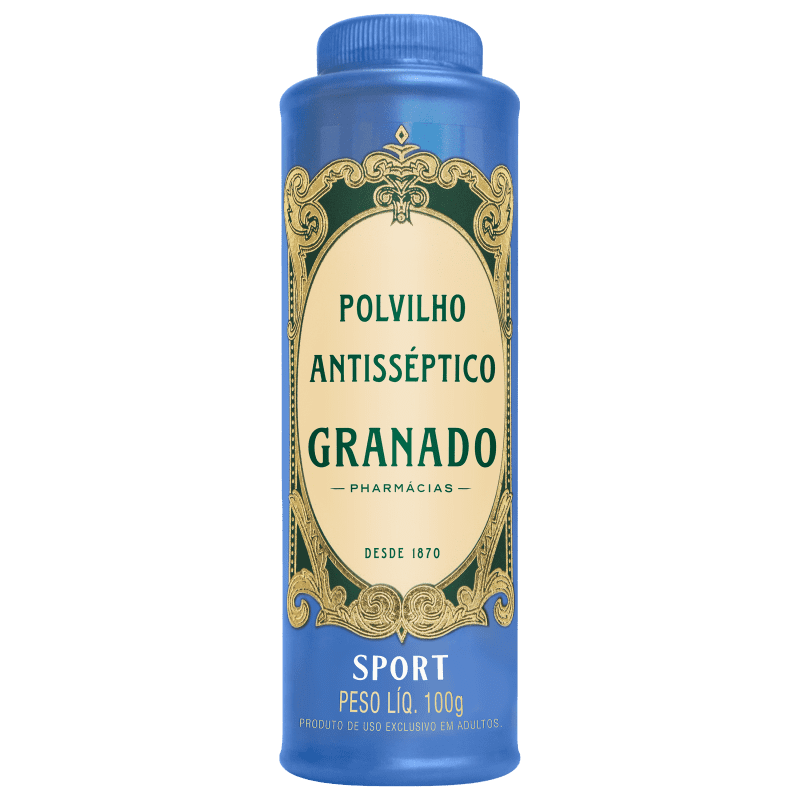 POLVILHO
ANTISSÉPTICO
GRANADO
PHARMÁCIAS
DESDE 1870
SPORT
PESO LÍQ. 100g
PRODUTO DE USO EXCLUSIVO EM ADULTOS.